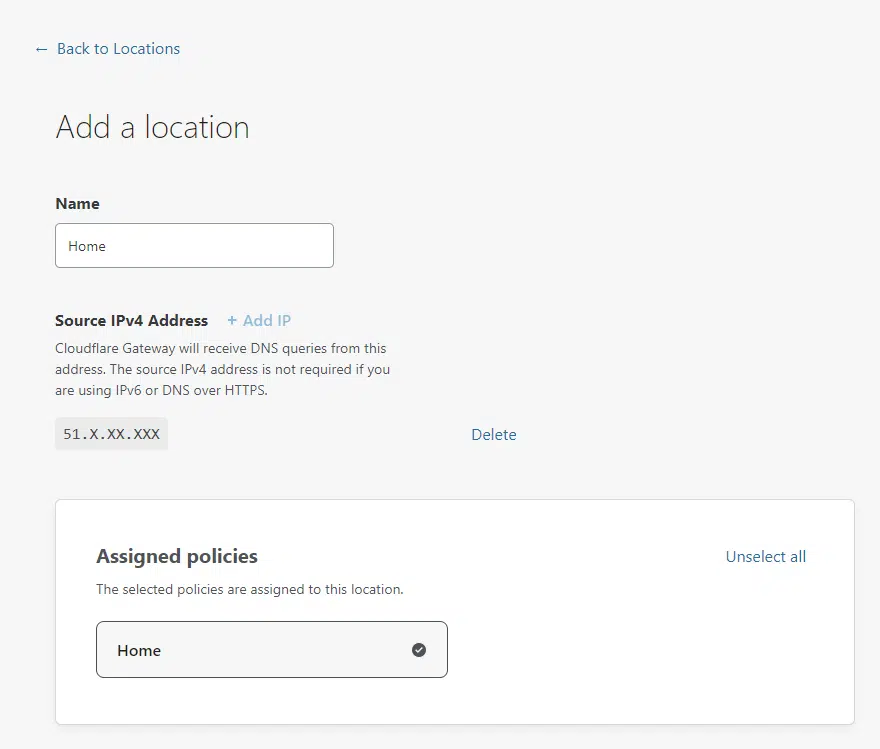 ← Back to Locations
Add a location
Name
Home
Source IPv4 Address + Add IP
Cloudflare Gateway will receive DNS queries from this
address. The source IPv4 address is not required if you
are using IPv6 or DNS over HTTPS.
51.X.XX.XXX Delete
Assigned policies Unselect all
The selected policies are assigned to this location.
Home